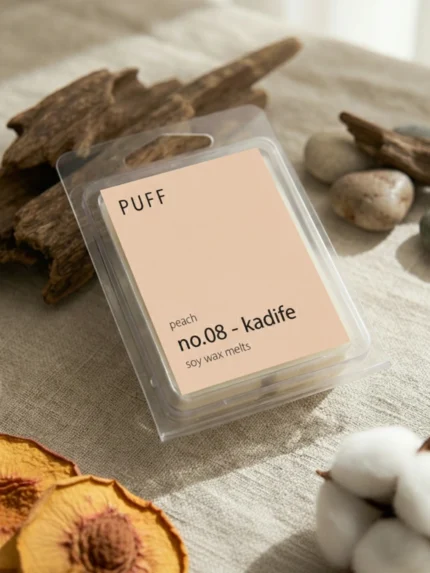 PUFF
peach
no.08 - kadife
soy wax melts